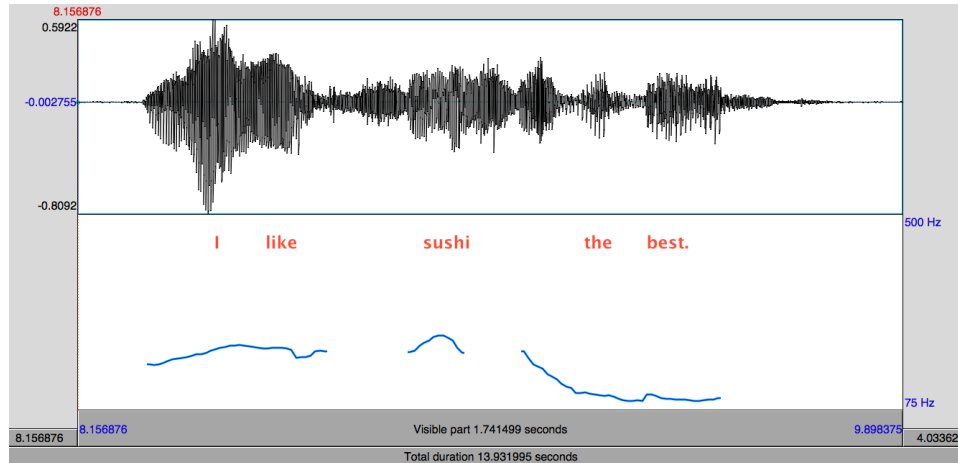 8.156876
0.5922
-0.002755
-0.8092
500 Hz
I like sushi the best.
75 Hz
8.156876 Visible part 1.741499 seconds 9.898375
8.156876 4.03362
Total duration 13.931995 seconds